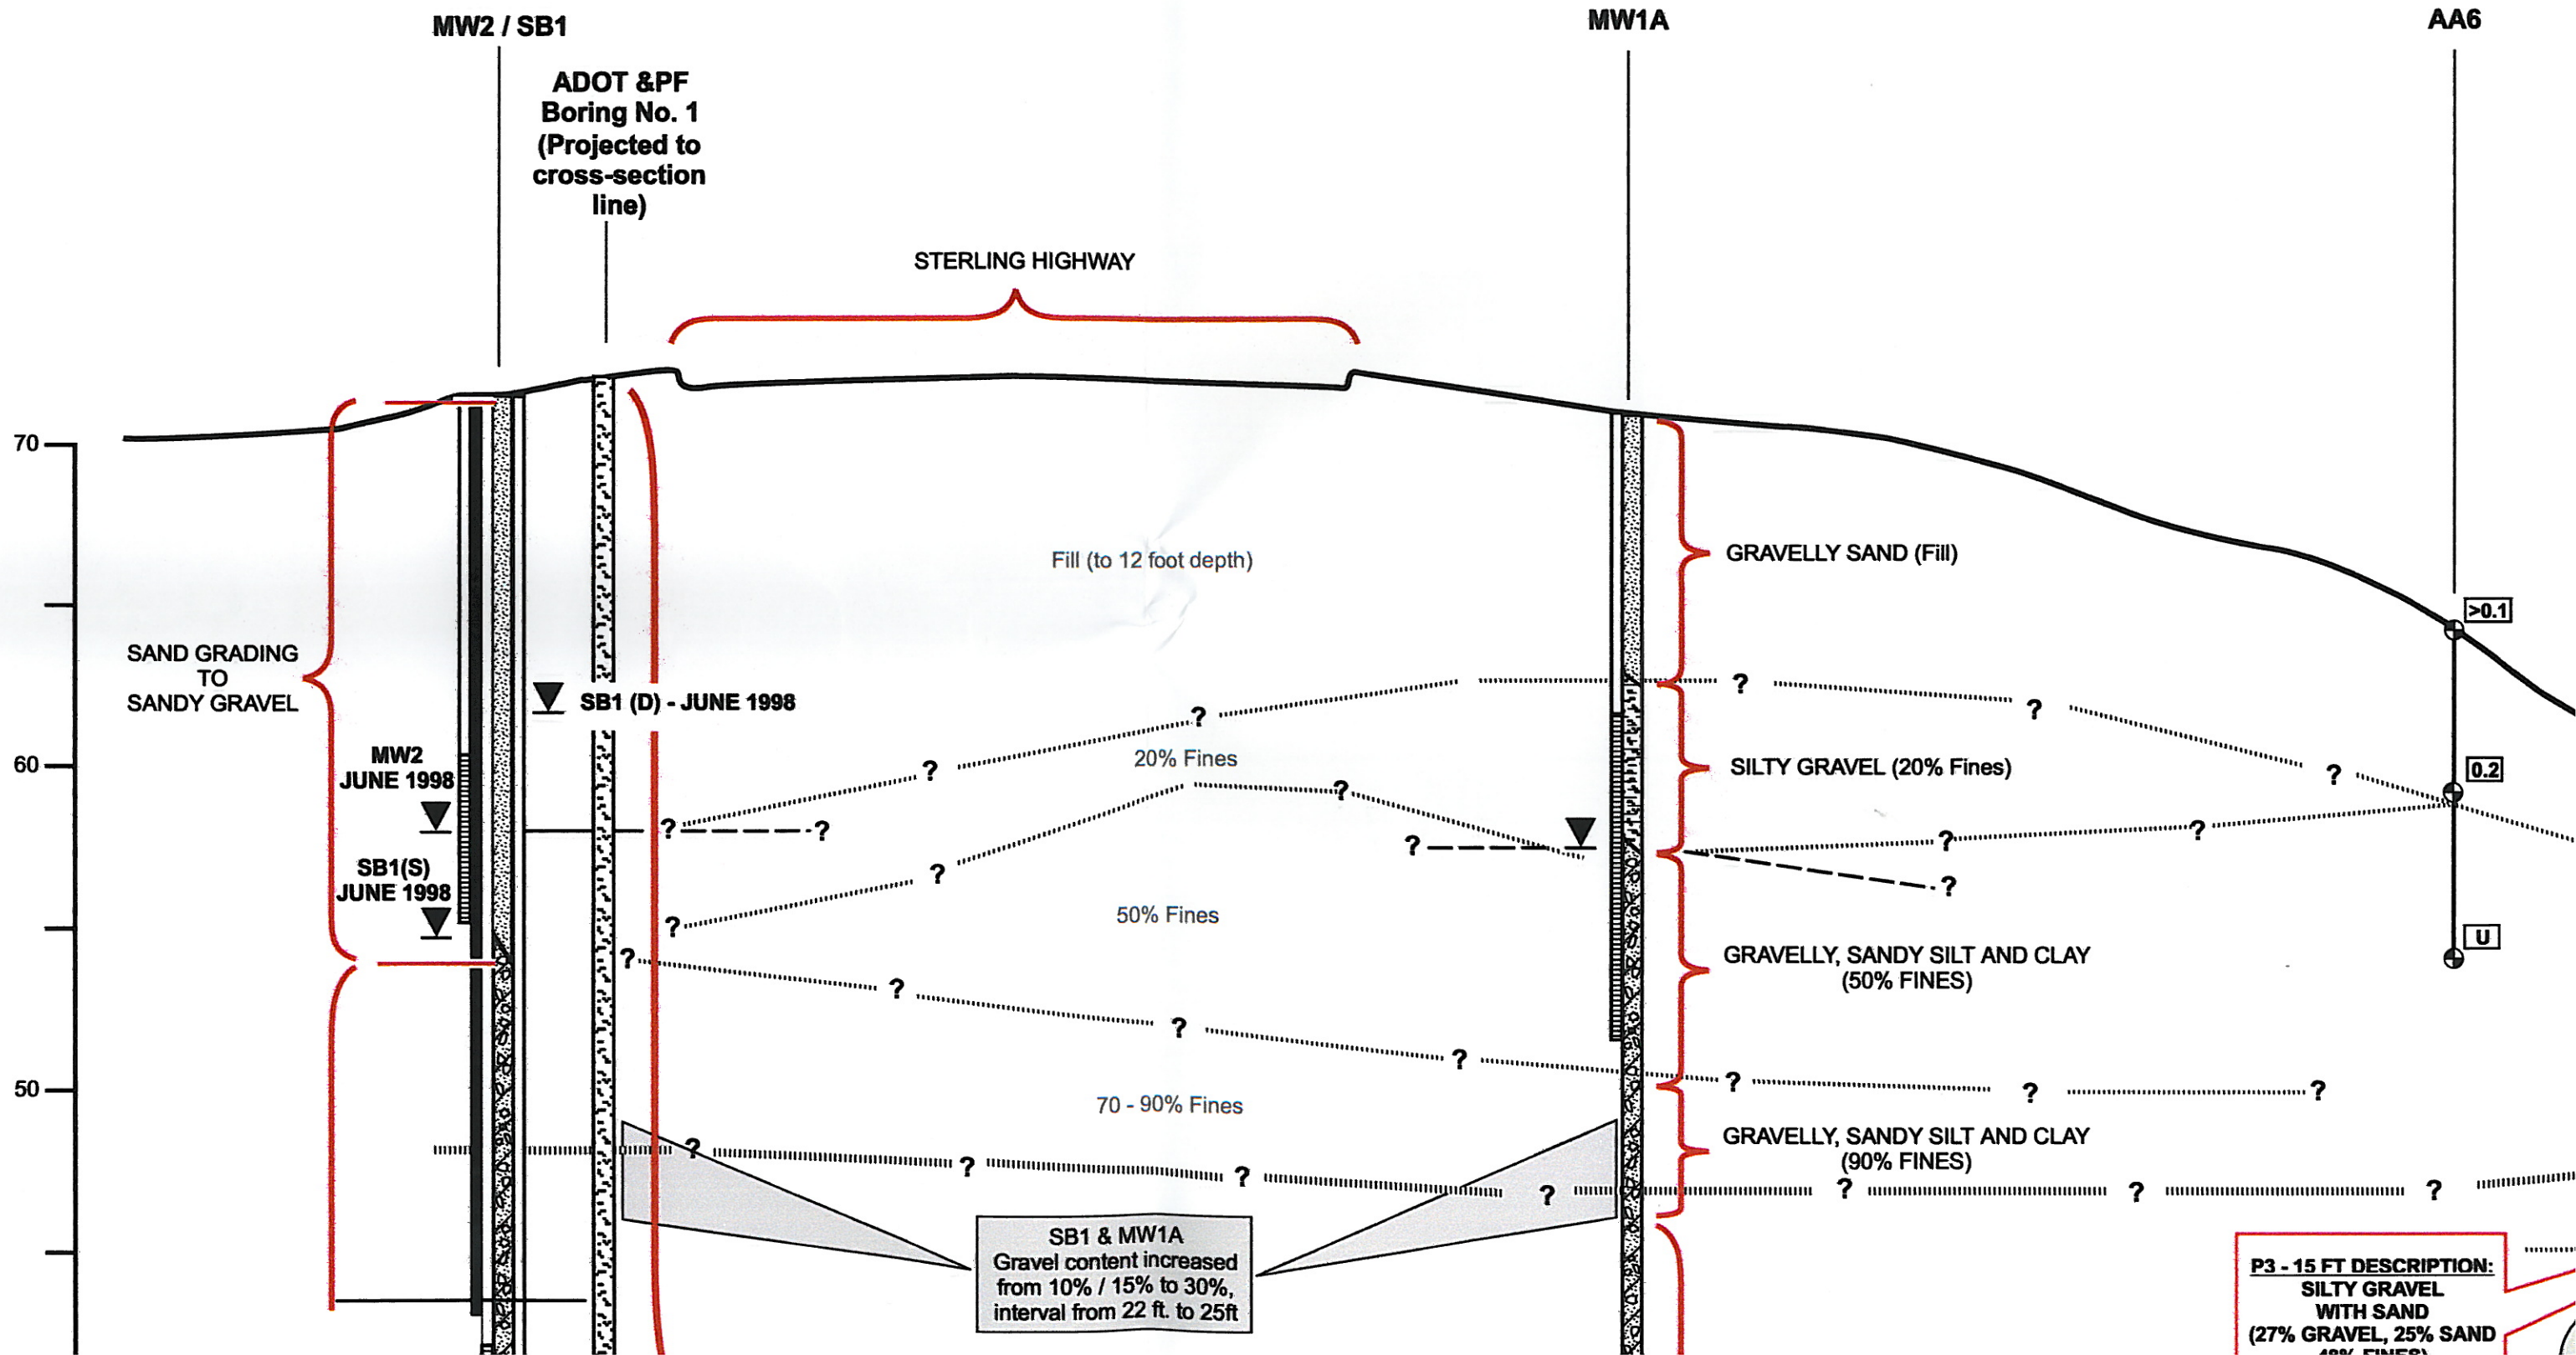 MW2 / SB1
MW1A
AA6
ADOT &PF
Boring No. 1
(Projected to
cross-section
line)
STERLING HIGHWAY
70
Fill (to 12 foot depth)
GRAVELLY SAND (Fill)
>0.1
SAND GRADING
TO
SANDY GRAVEL
SB1 (D) - JUNE 1998
?
?
?
?
?
60
MW2
JUNE 1998
20% Fines
SILTY GRAVEL (20% Fines)
0.2
?
?
?
?
?
?
?
SB1(S)
JUNE 1998
?
?
?
50% Fines
U
GRAVELLY, SANDY SILT AND CLAY
(50% FINES)
?
?
?
?
?
?
?
50
70 - 90% Fines
GRAVELLY, SANDY SILT AND CLAY
(90% FINES)
?
?
?
?
?
?
?
SB1 & MW1A
Gravel content increased
from 10% / 15% to 30%,
interval from 22 ft. to 25ft
P3 - 15 FT DESCRIPTION:
SILTY GRAVEL
WITH SAND
(27% GRAVEL, 25% SAND
48% FINES)